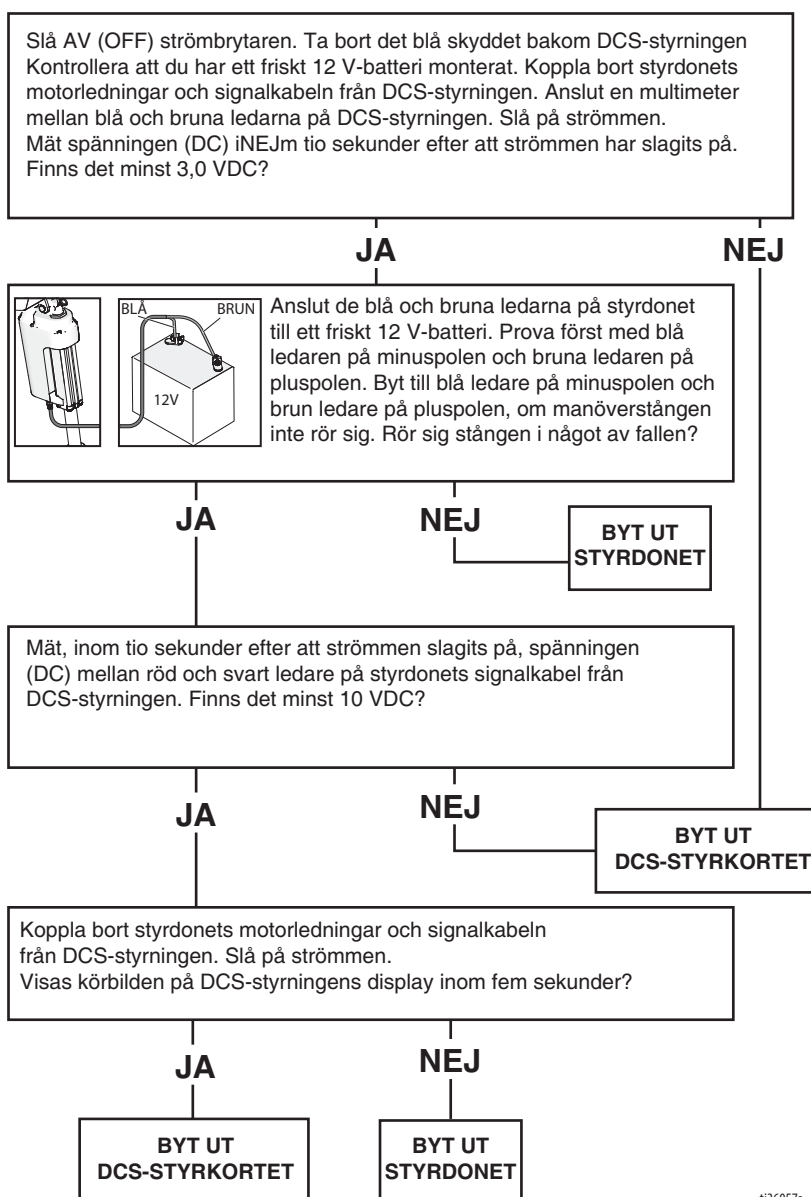 Slå AV (OFF) strömbrytaren. Ta bort det blå skyddet bakom DCS-styrningen
Kontrollera att du har ett friskt 12 V-batteri monterat. Koppla bort styrdonets
motorledningar och signalkabeln från DCS-styrningen. Anslut en multimeter
mellan blå och bruna ledarna på DCS-styrningen. Slå på strömmen.
Mät spänningen (DC) iNEJm tio sekunder efter att strömmen har slagits på.
Finns det minst 3,0 VDC?
JA
NEJ
BLÅ
BRUN
12V
Anslut de blå och bruna ledarna på styrdonet
till ett friskt 12 V-batteri. Prova först med blå
ledaren på minuspolen och bruna ledaren på
pluspolen. Byt till blå ledare på minuspolen och
brun ledare på pluspolen, om manöverstången
inte rör sig. Rör sig stången i något av fallen?
JA
NEJ
BYT UT
STYRDONET
Mät, inom tio sekunder efter att strömmen slagits på, spänningen
(DC) mellan röd och svart ledare på styrdonets signalkabel från
DCS-styrningen. Finns det minst 10 VDC?
JA
NEJ
BYT UT
DCS-STYRKORTET
Koppla bort styrdonets motorledningar och signalkabeln
från DCS-styrningen. Slå på strömmen.
Visas körbilden på DCS-styrningens display inom fem sekunder?
JA
NEJ
BYT UT
DCS-STYRKORTET
BYT UT
STYRDONET